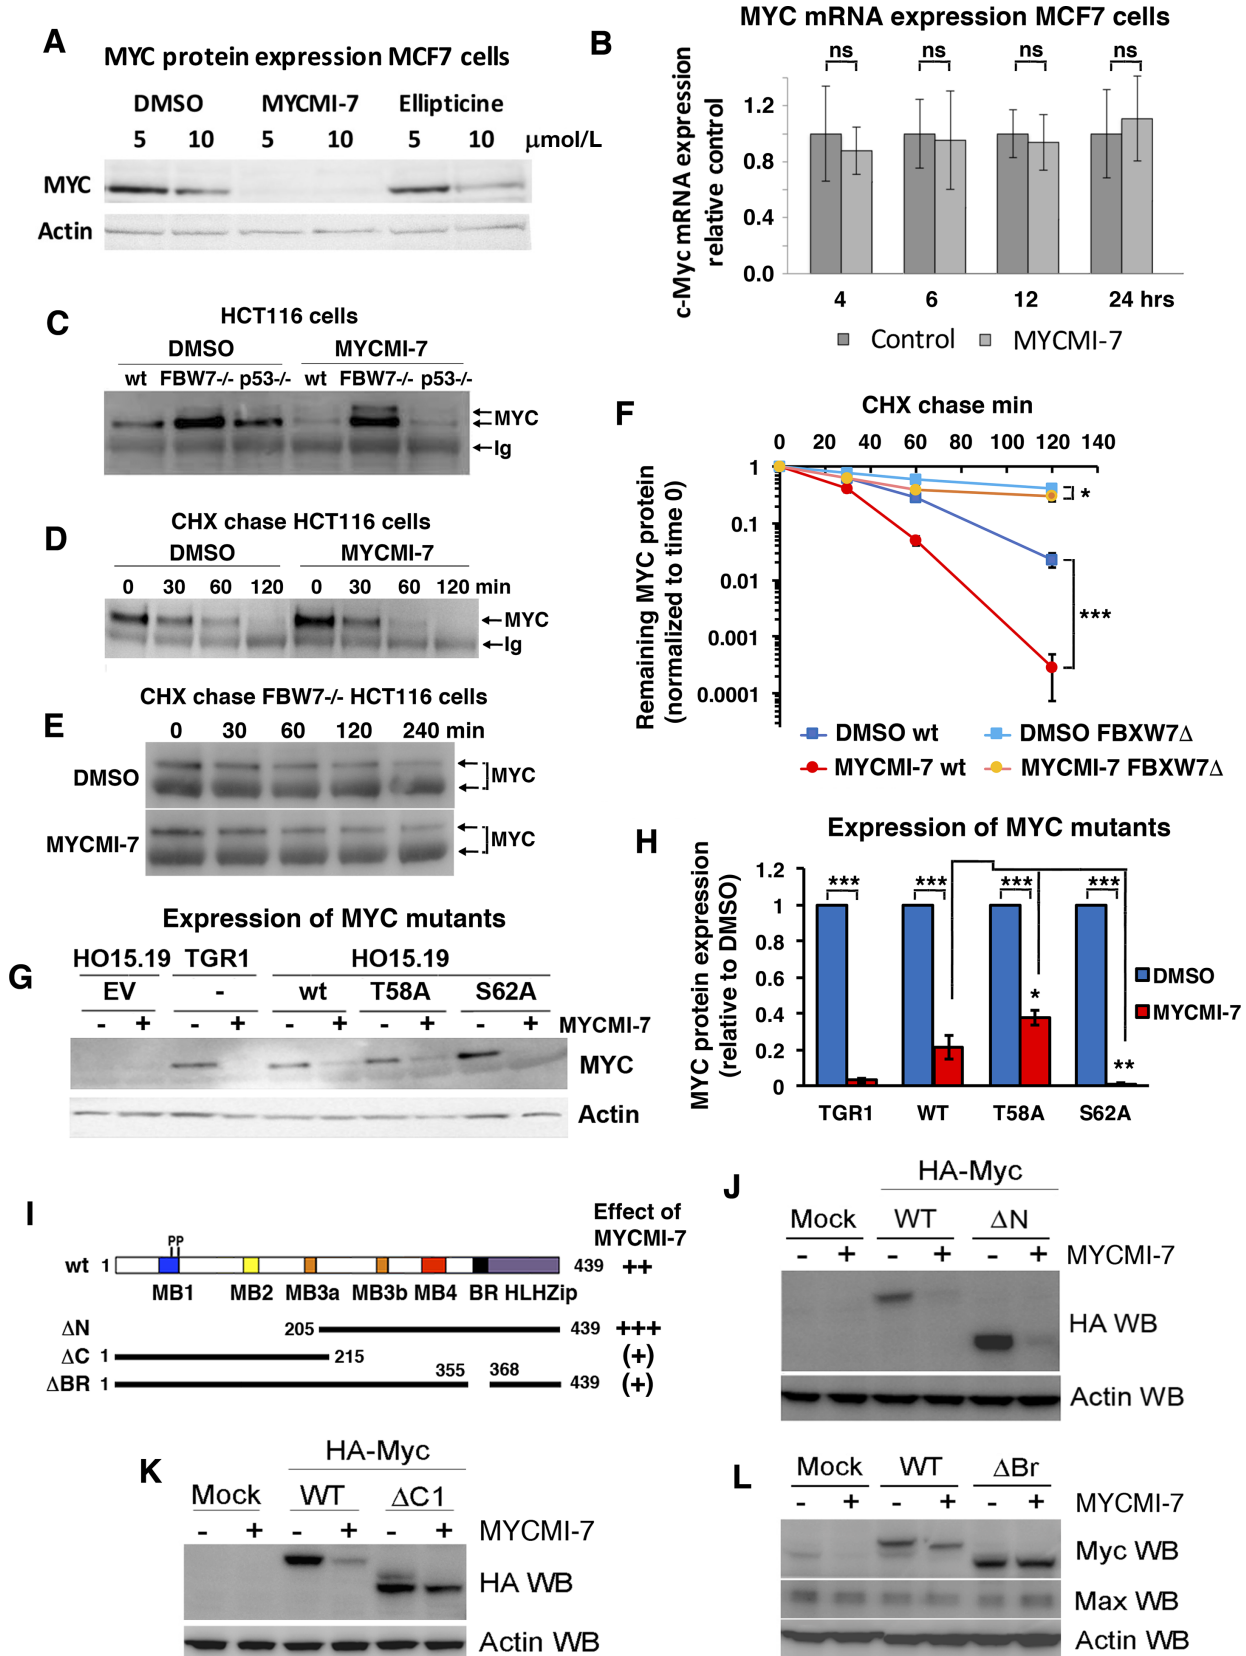 A
MYC protein expression MCF7 cells
DMSO MYCMI-7 Ellipticine
5 10 5 10 5 10 μmol/L
MYC
Actin
B
MYC mRNA expression MCF7 cells
ns ns ns ns
c-Myc mRNA expression
relative control
1.2
0.8
0.4
0.0
4 6 12 24 hrs
Control MYCMI-7
C
HCT116 cells
DMSO MYCMI-7
wt FBW7-/- p53-/- wt FBW7-/- p53-/-
MYC
Ig
D
CHX chase HCT116 cells
DMSO MYCMI-7
0 30 60 120 0 30 60 120 min
MYC
Ig
E
CHX chase FBW7-/- HCT116 cells
0 30 60 120 240 min
DMSO
MYC
MYCMI-7
MYC
F
CHX chase min
0 20 40 60 80 100 120 140
Remaining MYC protein
(normalized to time 0)
1
0.1
0.01
0.001
0.0001
*
***
DMSO wt DMSO FBXW7Δ
MYCMI-7 wt MYCMI-7 FBXW7Δ
G
Expression of MYC mutants
HO15.19 TGR1 HO15.19
EV - wt T58A S62A
- + - + - + - + - + MYCMI-7
MYC
Actin
H
Expression of MYC mutants
MYC protein expression
(relative to DMSO)
1.2
1
0.8
0.6
0.4
0.2
0
*** *** *** ***
* **
TGR1 WT T58A S62A
DMSO
MYCMI-7
I
Effect of
MYCMI-7
PP
wt 1 439 ++
MB1 MB2 MB3a MB3b MB4 BR HLHZip
ΔN 205 439 +++
ΔC 1 215 (+)
355 368
ΔBR 1 439 (+)
J
HA-Myc
Mock WT ΔN
- + - + - + MYCMI-7
HA WB
Actin WB
K
HA-Myc
Mock WT ΔC1
- + - + - + MYCMI-7
HA WB
Actin WB
L
Mock WT ΔBr
- + - + - + MYCMI-7
Myc WB
Max WB
Actin WB